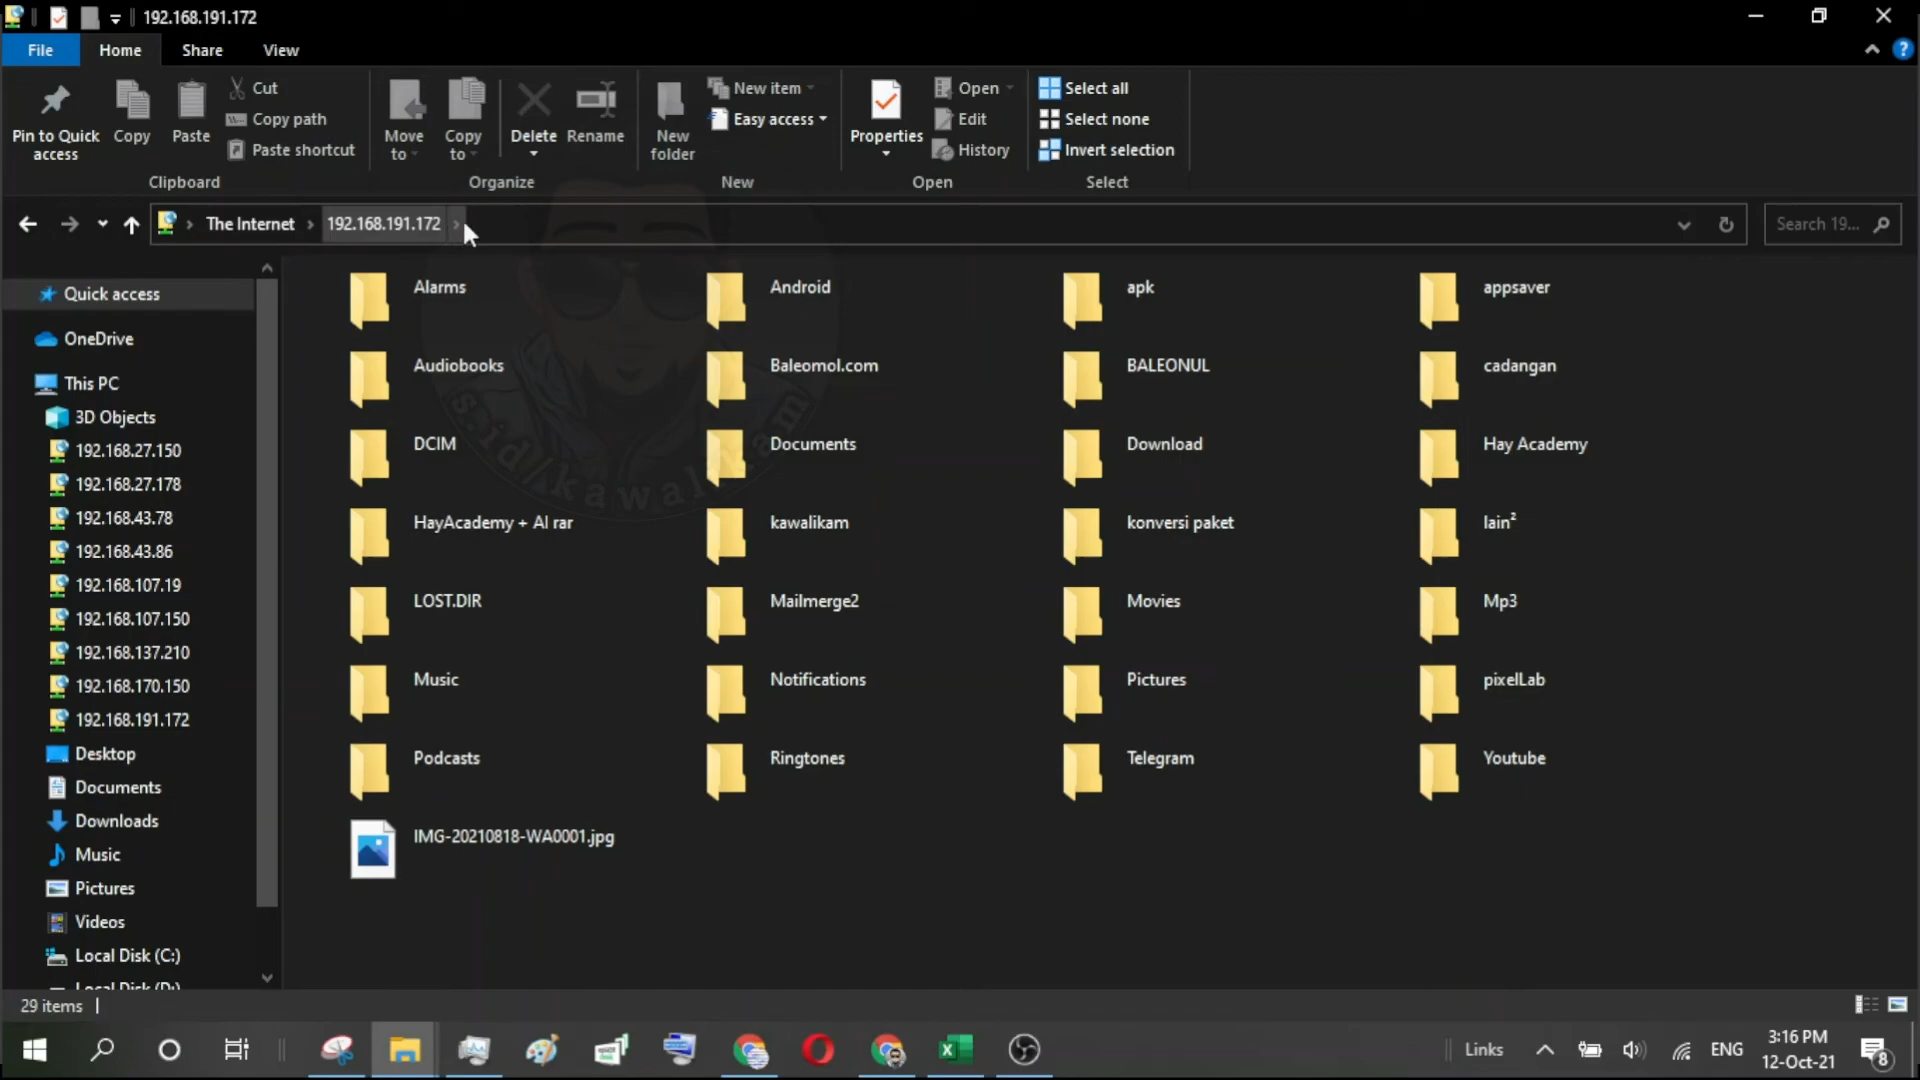 192.168.191.172
File Home Share View
Pin to Quick access
Copy
Paste
Cut
Copy path
Paste shortcut
Move to
Copy to
Delete
Rename
New folder
New item
Easy access
Properties
Open
Edit
History
Select all
Select none
Invert selection
Clipboard Organize New Open Select
The Internet 192.168.191.172 Search 19...
Quick access
OneDrive
This PC
3D Objects
192.168.27.150
192.168.27.178
192.168.43.78
192.168.43.86
192.168.107.19
192.168.107.150
192.168.137.210
192.168.170.150
192.168.191.172
Desktop
Documents
Downloads
Music
Pictures
Videos
Local Disk (C:)
Local Disk (D:)
Alarms Android apk appsaver
Audiobooks Baleomol.com BALEONUL cadangan
DCIM Documents Download Hay Academy
HayAcademy + Al rar kawalikam konversi paket lain²
LOST.DIR Mailmerge2 Movies Mp3
Music Notifications Pictures pixelLab
Podcasts Ringtones Telegram Youtube
IMG-20210818-WA0001.jpg
s.id/kawalikam
29 items
Links ENG 3:16 PM
12-Oct-21
8